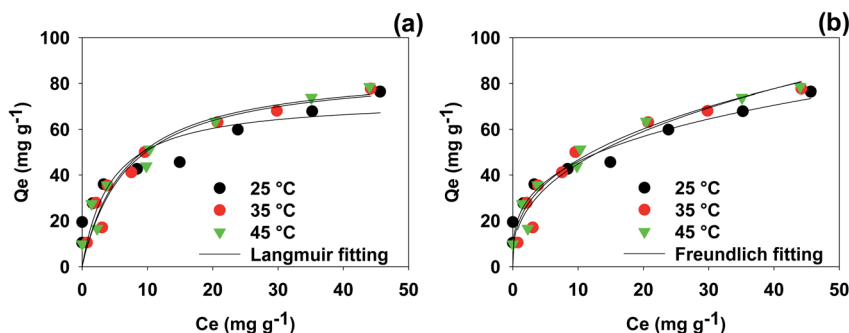 (a)
Qe (mg g-1)
100
80
60
40
20
0
25 °C
35 °C
45 °C
Langmuir fitting
0 10 20 30 40 50
Ce (mg g-1)
(b)
Qe (mg g-1)
100
80
60
40
20
0
25 °C
35 °C
45 °C
Freundlich fitting
0 10 20 30 40 50
Ce (mg g-1)